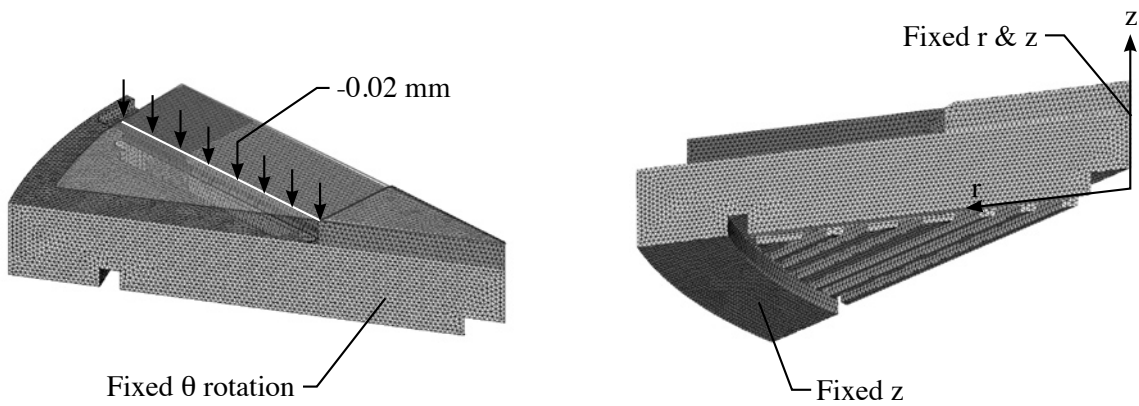 -0.02 mm
Fixed θ rotation
Fixed r & z
z
r
Fixed z